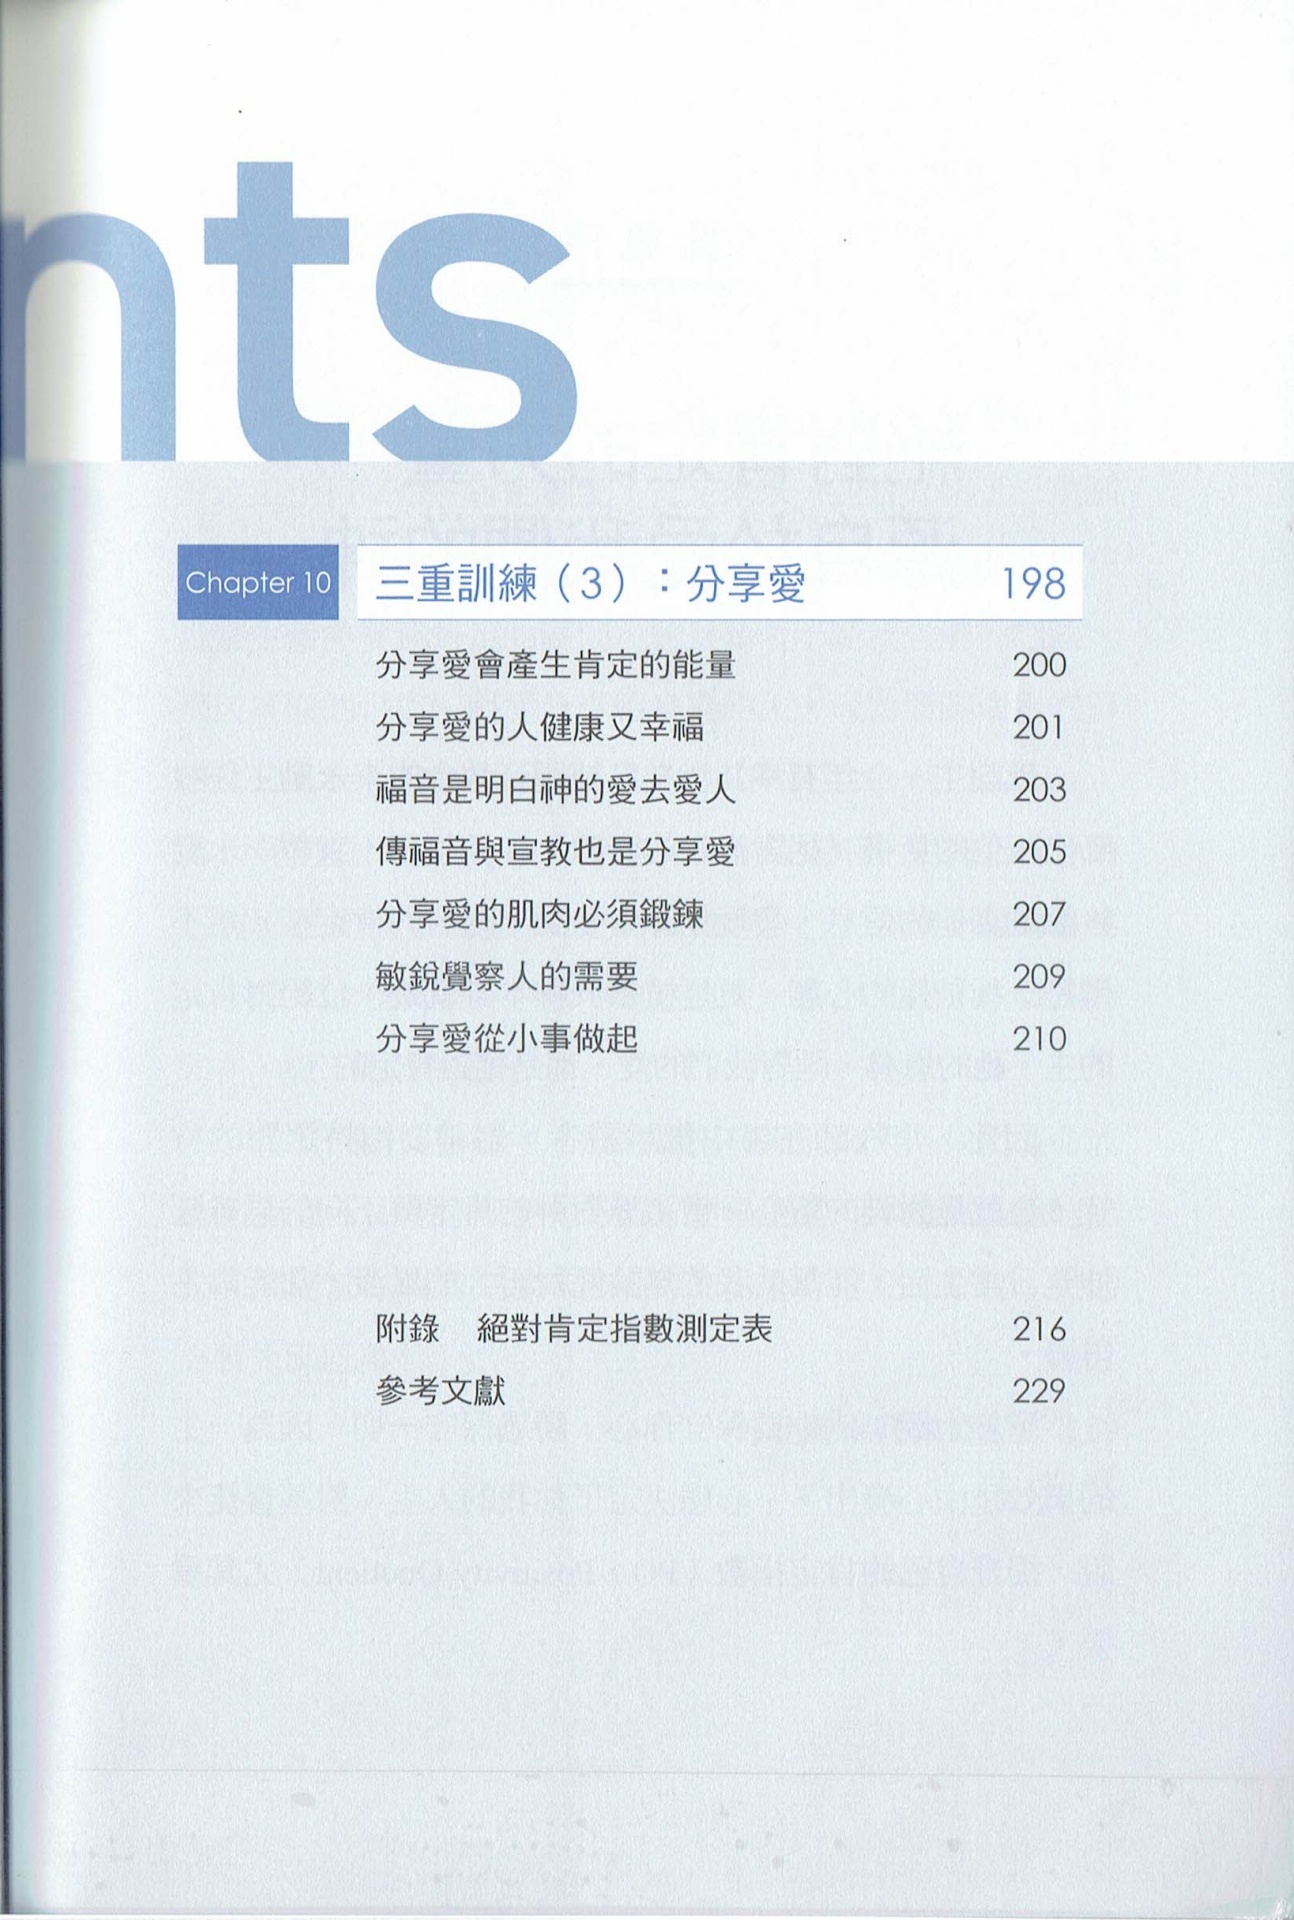 nts
Chapter 10 三重訓練（3）：分享愛 198
分享愛會產生肯定的能量 200
分享愛的人健康又幸福 201
福音是明白神的愛去愛人 203
傳福音與宣教也是分享愛 205
分享愛的肌肉必須鍛鍊 207
敏銳覺察人的需要 209
分享愛從小事做起 210
附錄 絕對肯定指數測定表 216
參考文獻 229